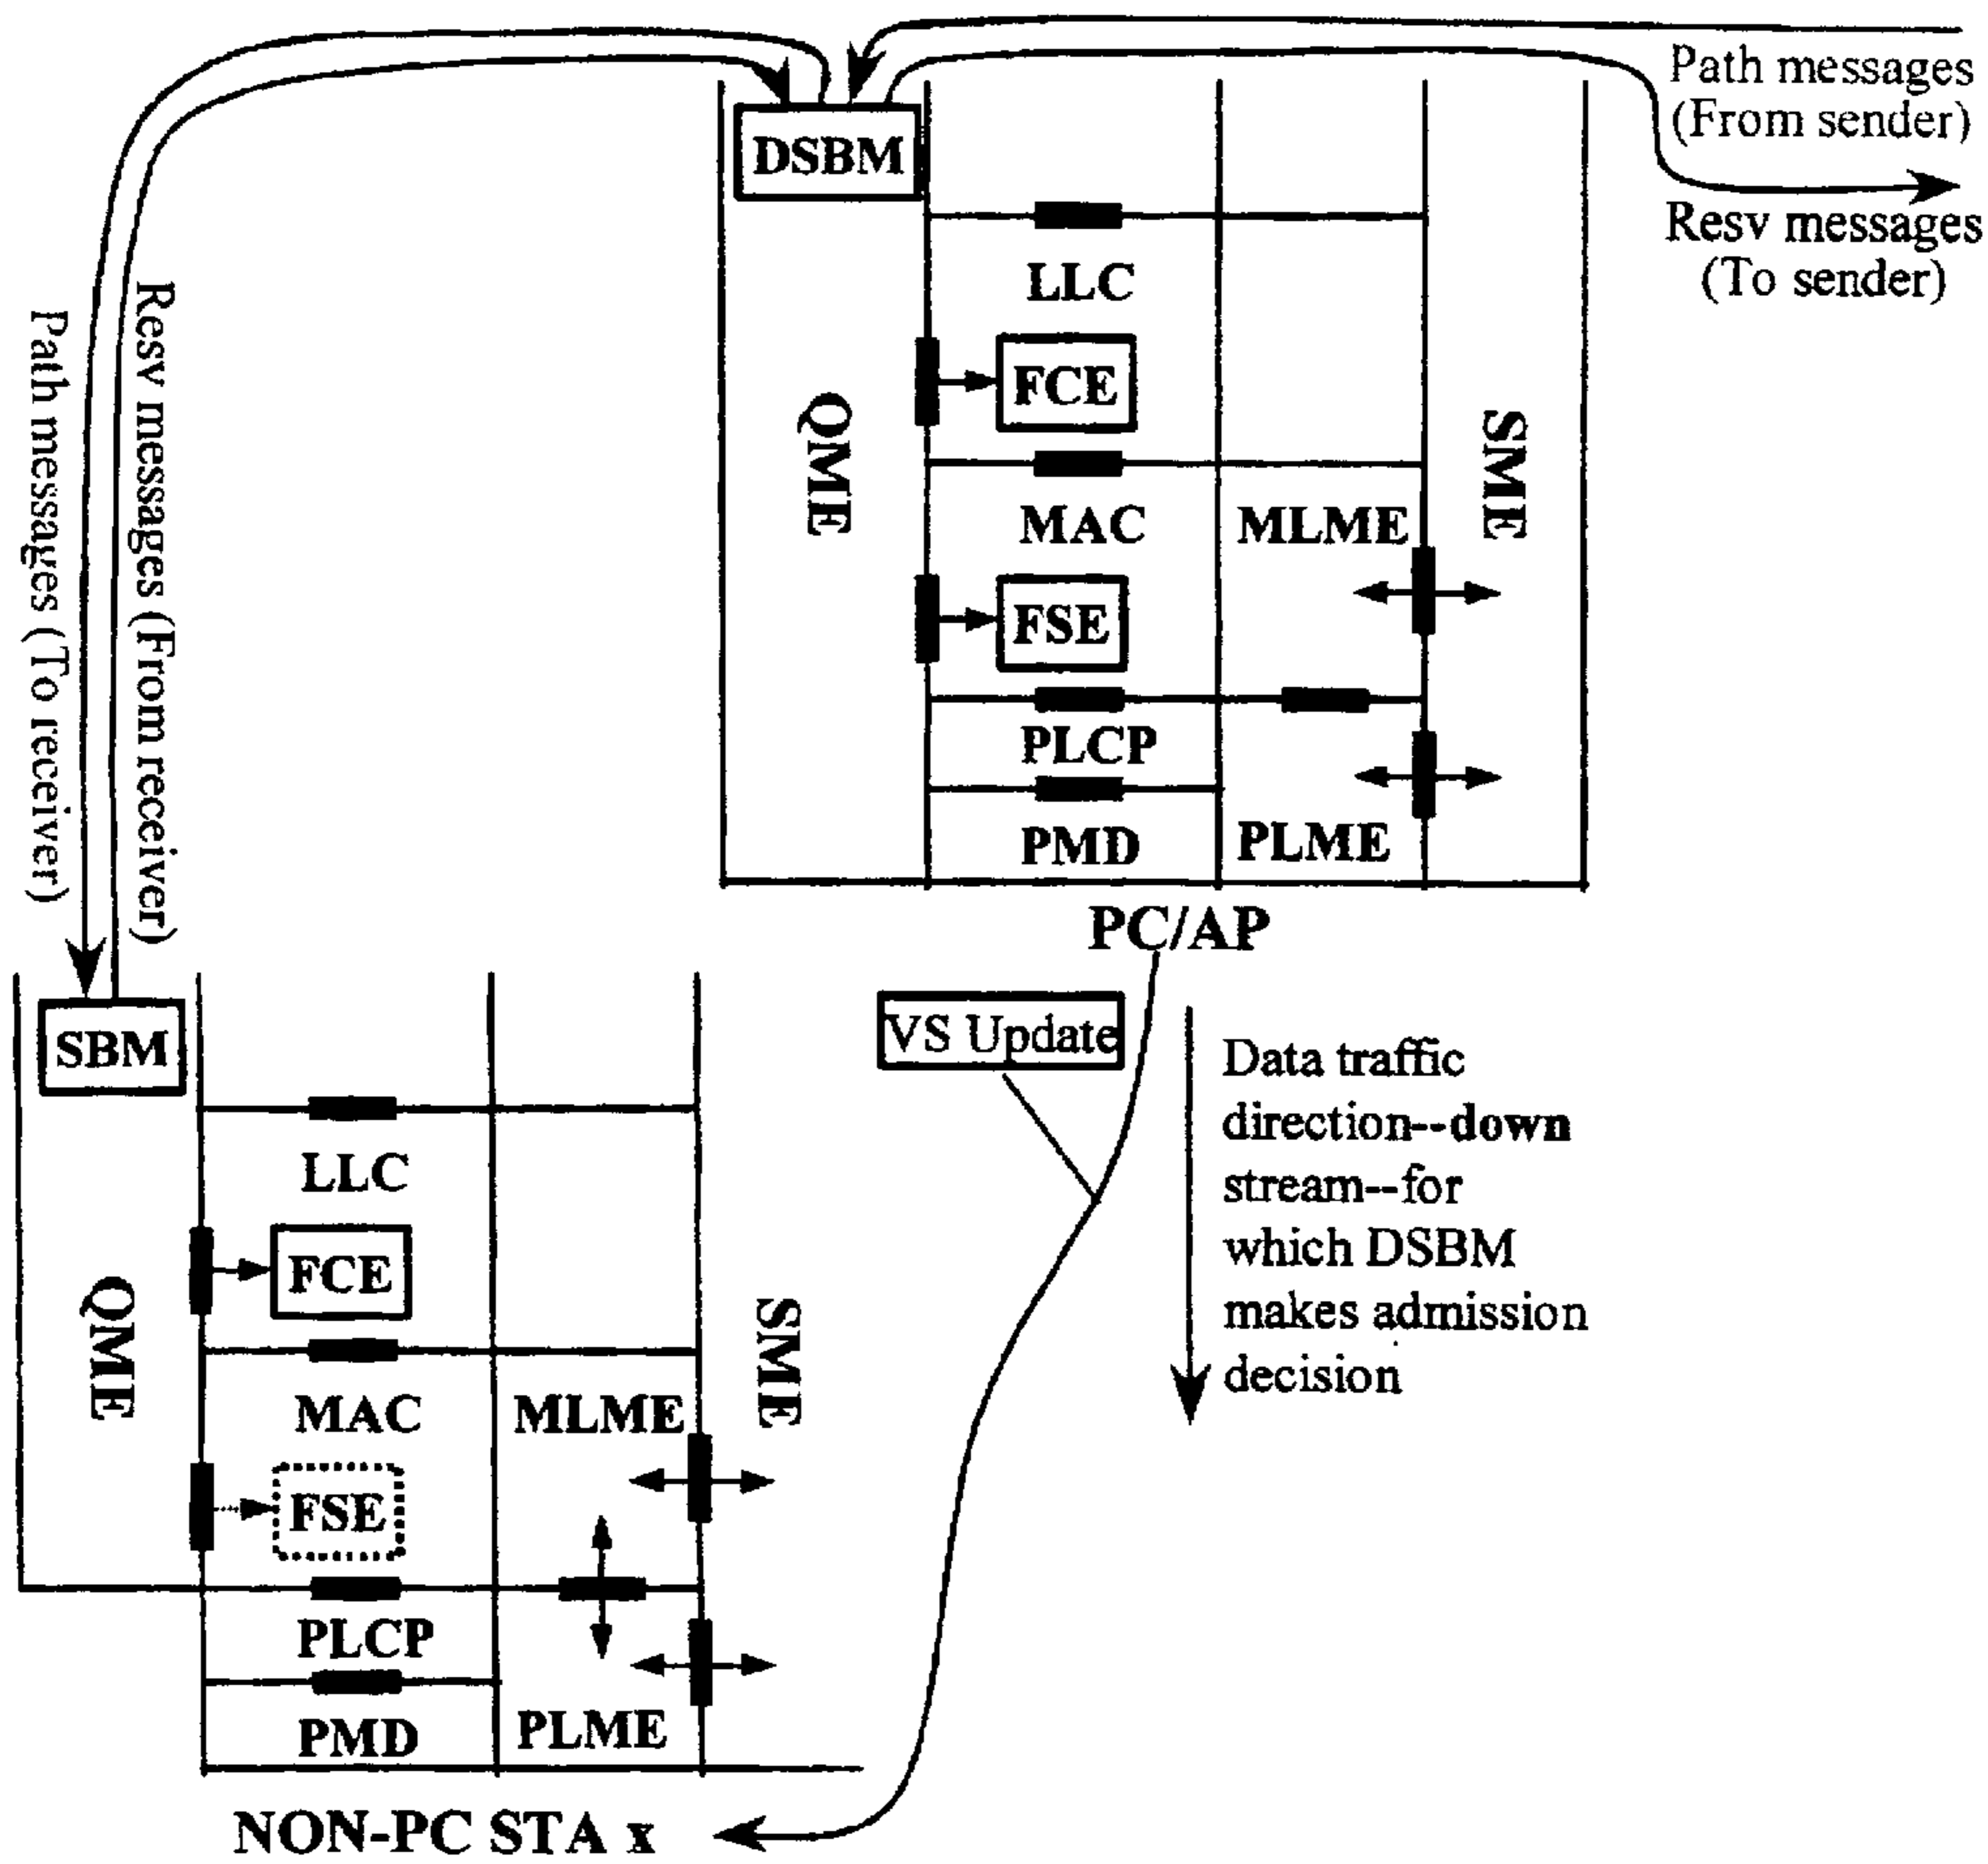 Path messages
(From sender)
DSBM
Resv messages
(To sender)
LLC
FCE
QME
SME
MAC
MLME
FSE
PLCP
PMD
PLME
PC/AP
Path messages (To receiver)
Resv messages (From receiver)
SBM
VS Update
Data traffic
direction--down
stream--for
which DSBM
makes admission
decision
LLC
FCE
QME
SME
MAC
MLME
FSE
PLCP
PMD
PLME
NON-PC STA x